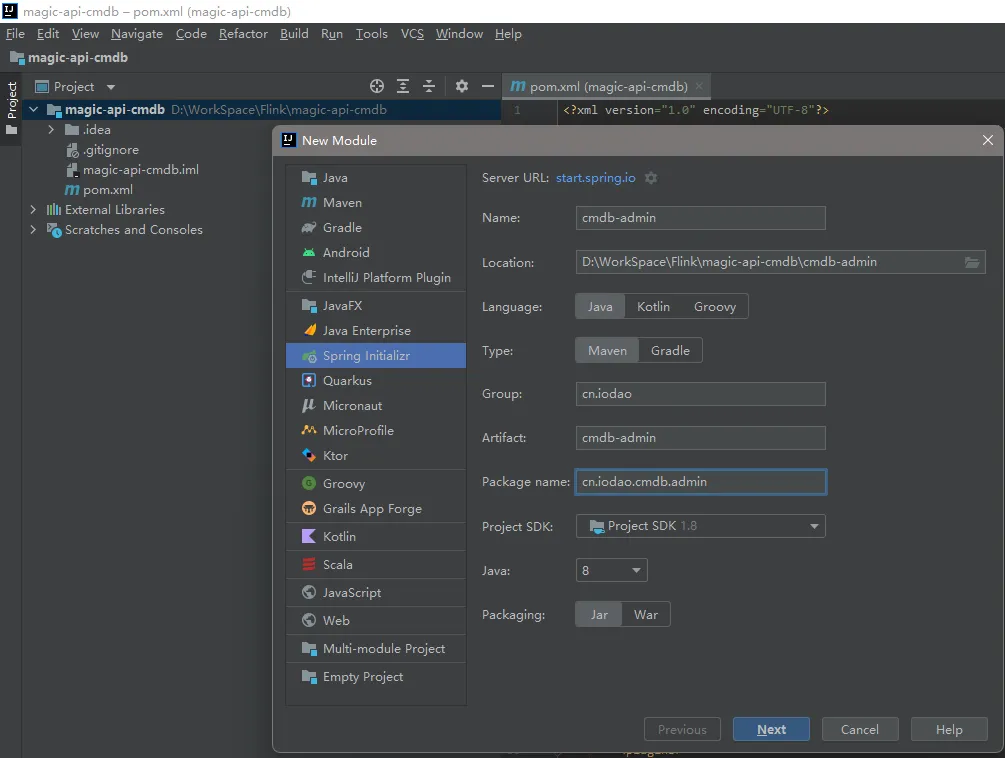 magic-api-cmdb – pom.xml (magic-api-cmdb)
File Edit View Navigate Code Refactor Build Run Tools VCS Window Help
magic-api-cmdb
Project
Project
pom.xml (magic-api-cmdb)
magic-api-cmdb D:\WorkSpace\Flink\magic-api-cmdb
1 <?xml version="1.0" encoding="UTF-8"?>
.idea
.gitignore
magic-api-cmdb.iml
pom.xml
External Libraries
Scratches and Consoles
New Module
Java
Maven
Gradle
Android
IntelliJ Platform Plugin
JavaFX
Java Enterprise
Spring Initializr
Quarkus
Micronaut
MicroProfile
Ktor
Groovy
Grails App Forge
Kotlin
Scala
JavaScript
Web
Multi-module Project
Empty Project
Server URL: start.spring.io
Name: cmdb-admin
Location: D:\WorkSpace\Flink\magic-api-cmdb\cmdb-admin
Language: Java Kotlin Groovy
Type: Maven Gradle
Group: cn.iodao
Artifact: cmdb-admin
Package name: cn.iodao.cmdb.admin
Project SDK: Project SDK 1.8
Java: 8
Packaging: Jar War
Previous Next Cancel Help